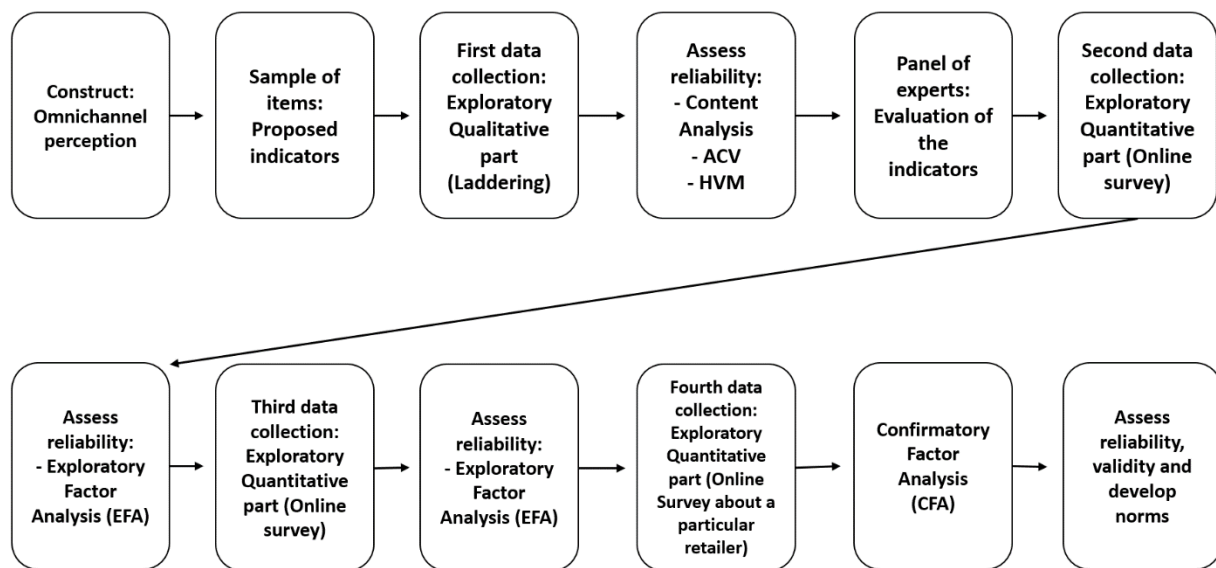 Construct:
Omnichannel
perception
Sample of
items:
Proposed
indicators
First data
collection:
Exploratory
Qualitative
part
(Laddering)
Assess
reliability:
- Content
Analysis
- ACV
- HVM
Panel of
experts:
Evaluation of
the
indicators
Second data
collection:
Exploratory
Quantitative
part (Online
survey)
Assess
reliability:
- Exploratory
Factor
Analysis (EFA)
Third data
collection:
Exploratory
Quantitative
part (Online
survey)
Assess
reliability:
- Exploratory
Factor
Analysis (EFA)
Fourth data
collection:
Exploratory
Quantitative
part (Online
Survey about a
particular
retailer)
Confirmatory
Factor
Analysis
(CFA)
Assess
reliability,
validity and
develop
norms